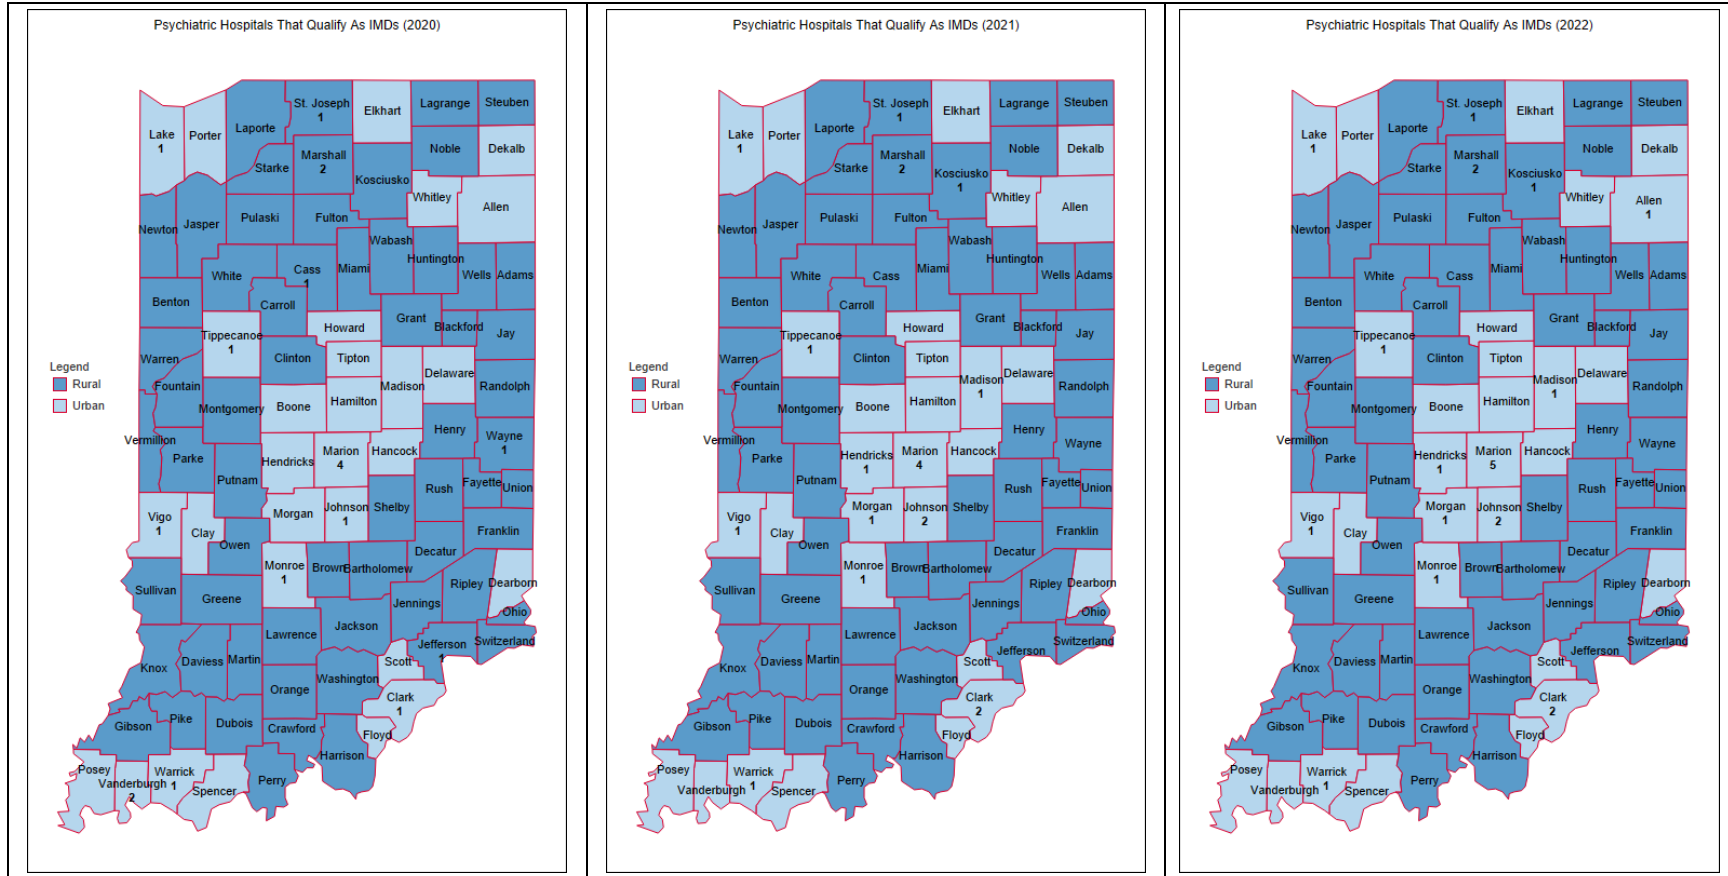 Psychiatric Hospitals That Qualify As IMDs (2020)
St. Joseph
1
Elkhart
Lagrange
Steuben
Lake
1
Porter
Laporte
Starke
Marshall
2
Noble
Dekalb
Kosciusko
Whitley
Allen
Newton
Jasper
Pulaski
Fulton
Wabash
Huntington
Miami
White
Cass
1
Wells
Adams
Benton
Carroll
Grant
Blackford
Jay
Tippecanoe
1
Howard
Clinton
Tipton
Warren
Legend
Rural
Urban
Fountain
Montgomery
Boone
Hamilton
Madison
Delaware
Randolph
Vermillion
Parke
Putnam
Hendricks
Marion
4
Hancock
Henry
Wayne
1
Rush
Fayette
Union
Vigo
1
Clay
Owen
Morgan
Johnson
1
Shelby
Franklin
Decatur
Sullivan
Greene
Monroe
1
Brown
Bartholomew
Ripley
Dearborn
Ohio
Jennings
Jackson
Lawrence
Jefferson
1
Switzerland
Knox
Daviess
Martin
Scott
Washington
Orange
Clark
1
Gibson
Pike
Dubois
Crawford
Floyd
Harrison
Posey
Vanderburgh
2
Warrick
1
Spencer
Perry
Psychiatric Hospitals That Qualify As IMDs (2021)
St. Joseph
1
Elkhart
Lagrange
Steuben
Lake
1
Porter
Laporte
Starke
Marshall
2
Noble
Dekalb
Kosciusko
1
Whitley
Allen
Newton
Jasper
Pulaski
Fulton
Wabash
Huntington
Miami
White
Cass
Wells
Adams
Benton
Carroll
Grant
Blackford
Jay
Tippecanoe
1
Howard
Clinton
Tipton
Warren
Legend
Rural
Urban
Fountain
Montgomery
Boone
Hamilton
Madison
1
Delaware
Randolph
Vermillion
Parke
Putnam
Hendricks
1
Marion
4
Hancock
Henry
Wayne
Rush
Fayette
Union
Vigo
1
Clay
Owen
Morgan
1
Johnson
2
Shelby
Franklin
Decatur
Sullivan
Greene
Monroe
1
Brown
Bartholomew
Ripley
Dearborn
Ohio
Jennings
Jackson
Lawrence
Jefferson
Switzerland
Knox
Daviess
Martin
Scott
Washington
Orange
Clark
2
Gibson
Pike
Dubois
Crawford
Floyd
Harrison
Posey
Vanderburgh
Warrick
1
Spencer
Perry
Psychiatric Hospitals That Qualify As IMDs (2022)
St. Joseph
1
Elkhart
Lagrange
Steuben
Lake
1
Porter
Laporte
Starke
Marshall
2
Noble
Dekalb
Kosciusko
1
Whitley
Allen
1
Newton
Jasper
Pulaski
Fulton
Wabash
Huntington
Miami
White
Cass
Wells
Adams
Benton
Carroll
Grant
Blackford
Jay
Tippecanoe
1
Howard
Clinton
Tipton
Warren
Legend
Rural
Urban
Fountain
Montgomery
Boone
Hamilton
Madison
1
Delaware
Randolph
Vermillion
Parke
Putnam
Hendricks
1
Marion
5
Hancock
Henry
Wayne
Rush
Fayette
Union
Vigo
1
Clay
Owen
Morgan
1
Johnson
2
Shelby
Franklin
Decatur
Sullivan
Greene
Monroe
1
Brown
Bartholomew
Ripley
Dearborn
Ohio
Jennings
Jackson
Lawrence
Jefferson
Switzerland
Knox
Daviess
Martin
Scott
Washington
Orange
Clark
2
Gibson
Pike
Dubois
Crawford
Floyd
Harrison
Posey
Vanderburgh
Warrick
1
Spencer
Perry